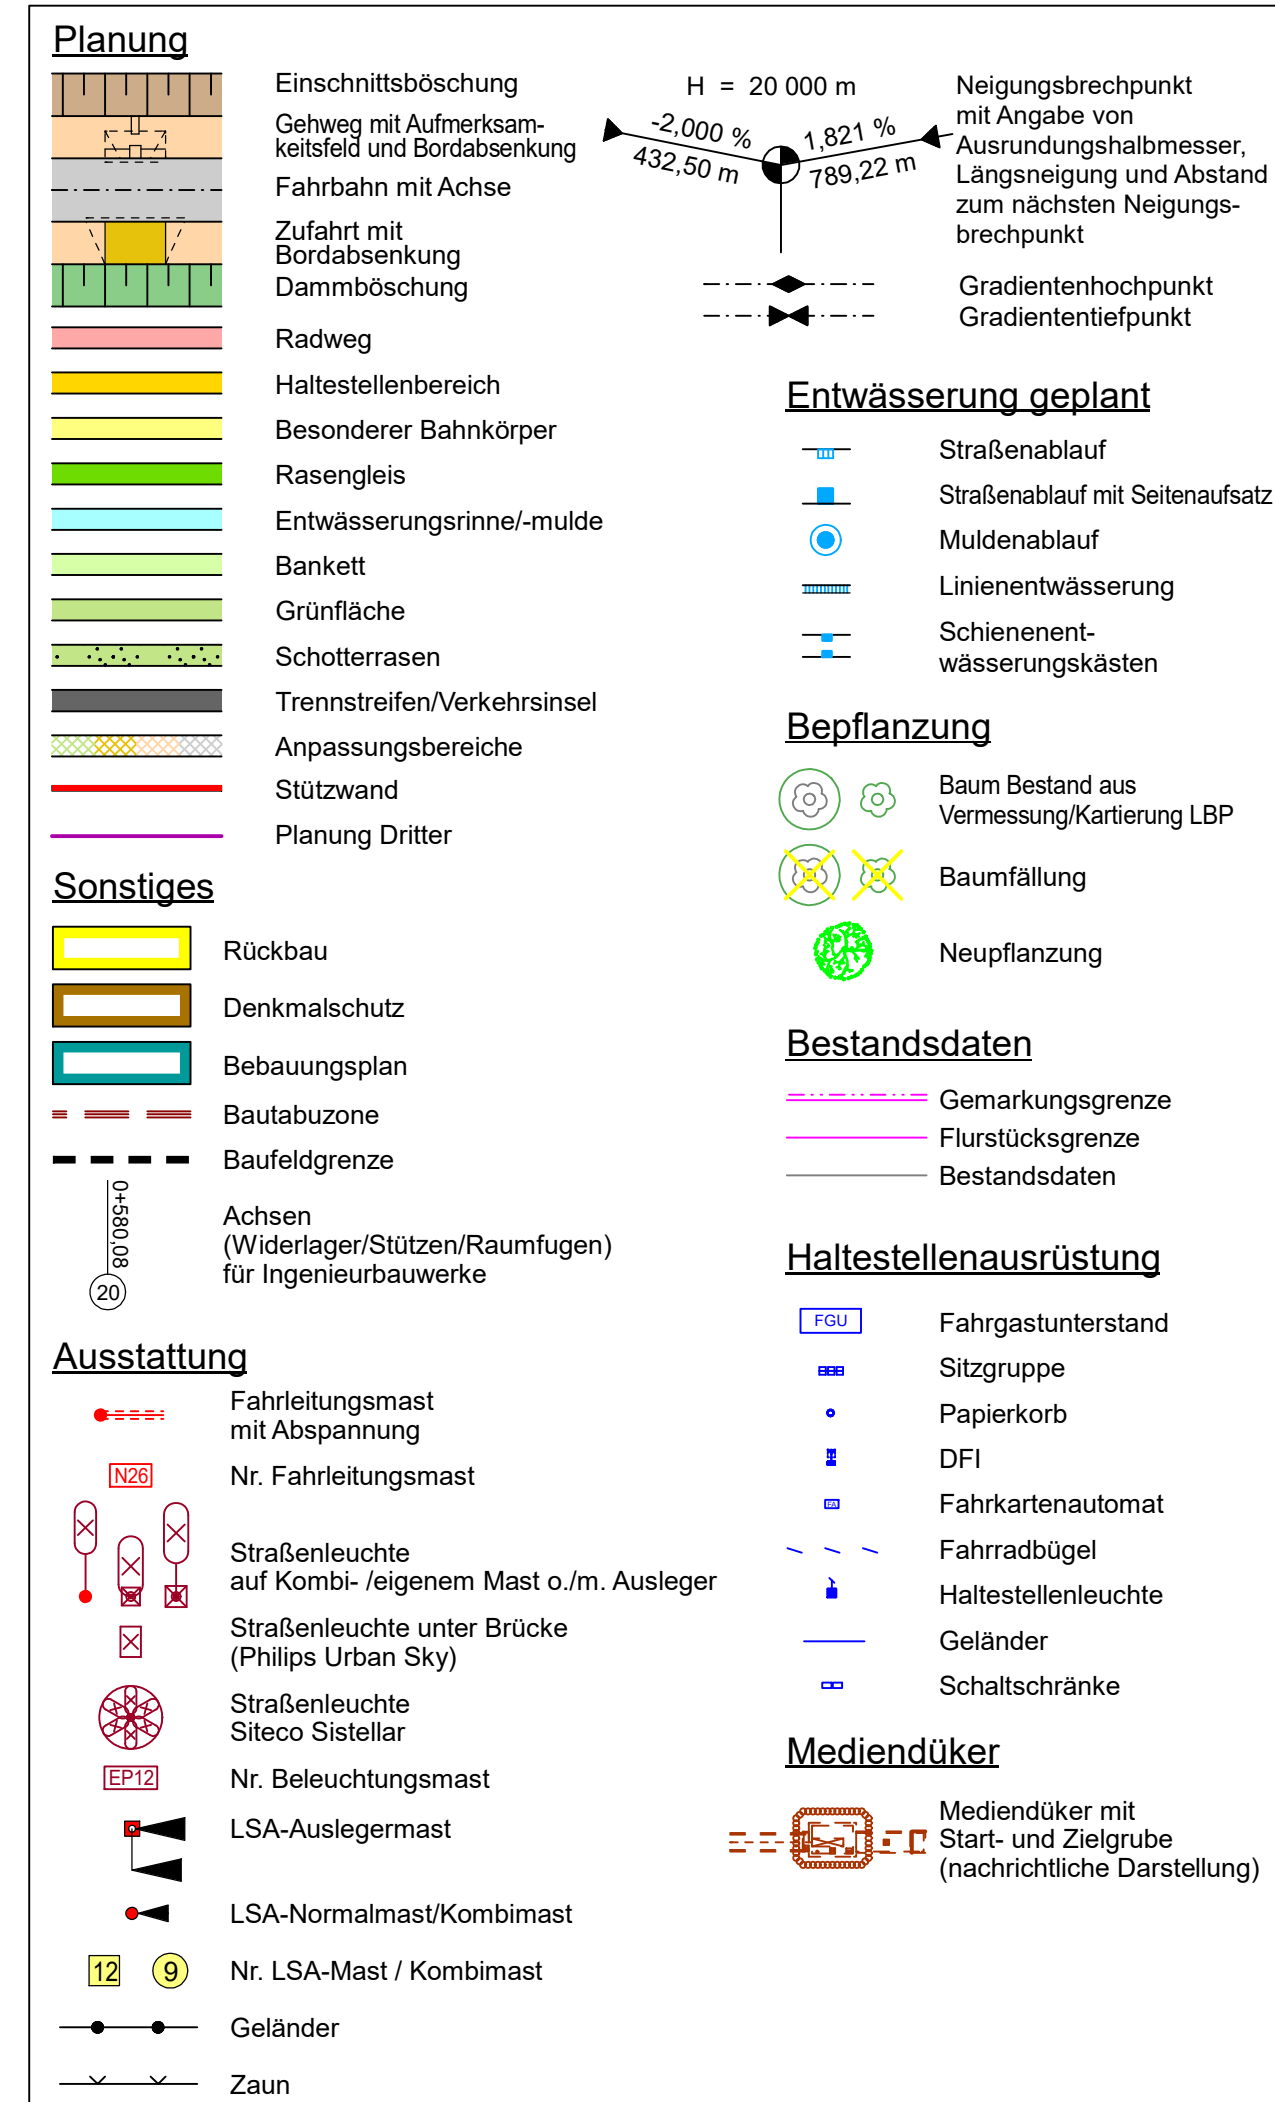 Planung
Einschnittsböschung
Gehweg mit Aufmerksam-
keitsfeld und Bordabsenkung
Fahrbahn mit Achse
Zufahrt mit
Bordabsenkung
Dammböschung
Radweg
Haltestellenbereich
Besonderer Bahnkörper
Rasengleis
Entwässerungsrinne/-mulde
Bankett
Grünfläche
Schotterrasen
Trennstreifen/Verkehrsinsel
Anpassungsbereiche
Stützwand
Planung Dritter
Sonstiges
Rückbau
Denkmalschutz
Bebauungsplan
Bautabuzone
Baufeldgrenze
0+580,08
20
Achsen
(Widerlager/Stützen/Raumfugen)
für Ingenieurbauwerke
Ausstattung
Fahrleitungsmast
mit Abspannung
N26
Nr. Fahrleitungsmast
Straßenleuchte
auf Kombi- /eigenem Mast o./m. Ausleger
Straßenleuchte unter Brücke
(Philips Urban Sky)
Straßenleuchte
Siteco Sistellar
EP12
Nr. Beleuchtungsmast
LSA-Auslegermast
LSA-Normalmast/Kombimast
12 9
Nr. LSA-Mast / Kombimast
Geländer
Zaun
H = 20 000 m
-2,000 % 1,821 %
432,50 m 789,22 m
Neigungsbrechpunkt
mit Angabe von
Ausrundungshalbmesser,
Längsneigung und Abstand
zum nächsten Neigungs-
brechpunkt
Gradientenhochpunkt
Gradiententiefpunkt
Entwässerung geplant
Straßenablauf
Straßenablauf mit Seitenaufsatz
Muldenablauf
Linienentwässerung
Schienenent-
wässerungskästen
Bepflanzung
Baum Bestand aus
Vermessung/Kartierung LBP
Baumfällung
Neupflanzung
Bestandsdaten
Gemarkungsgrenze
Flurstücksgrenze
Bestandsdaten
Haltestellenausrüstung
FGU
Fahrgastunterstand
Sitzgruppe
Papierkorb
DFI
FA
Fahrkartenautomat
Fahrradbügel
Haltestellenleuchte
Geländer
Schaltschränke
Mediendüker
Mediendüker mit
Start- und Zielgrube
(nachrichtliche Darstellung)